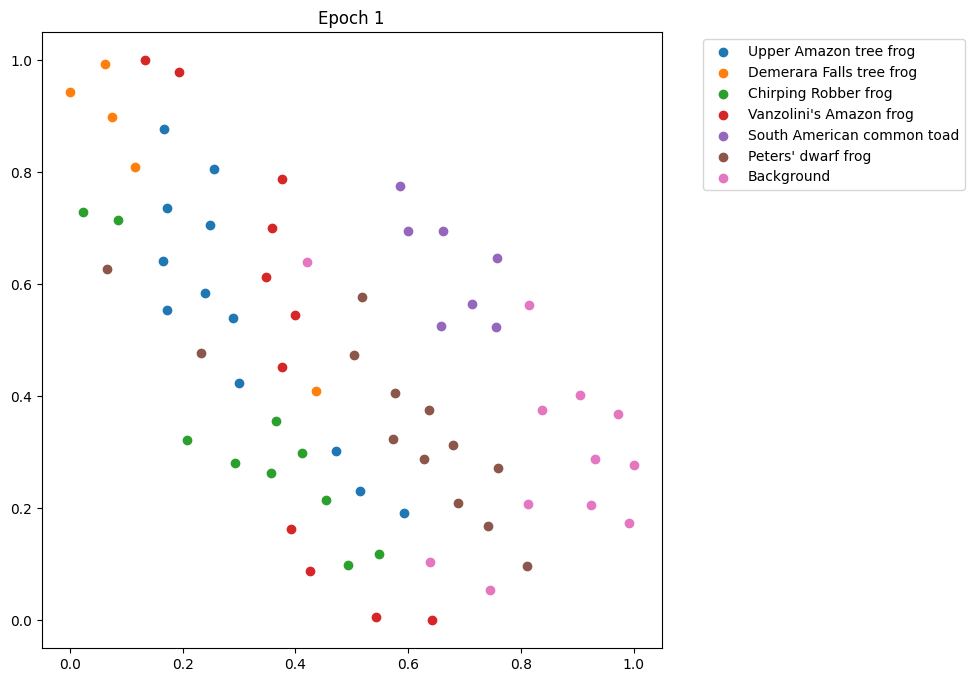 Epoch 1
Upper Amazon tree frog
Demerara Falls tree frog
Chirping Robber frog
Vanzolini's Amazon frog
South American common toad
Peters' dwarf frog
Background
1.0
0.8
0.6
0.4
0.2
0.0
0.0 0.2 0.4 0.6 0.8 1.0